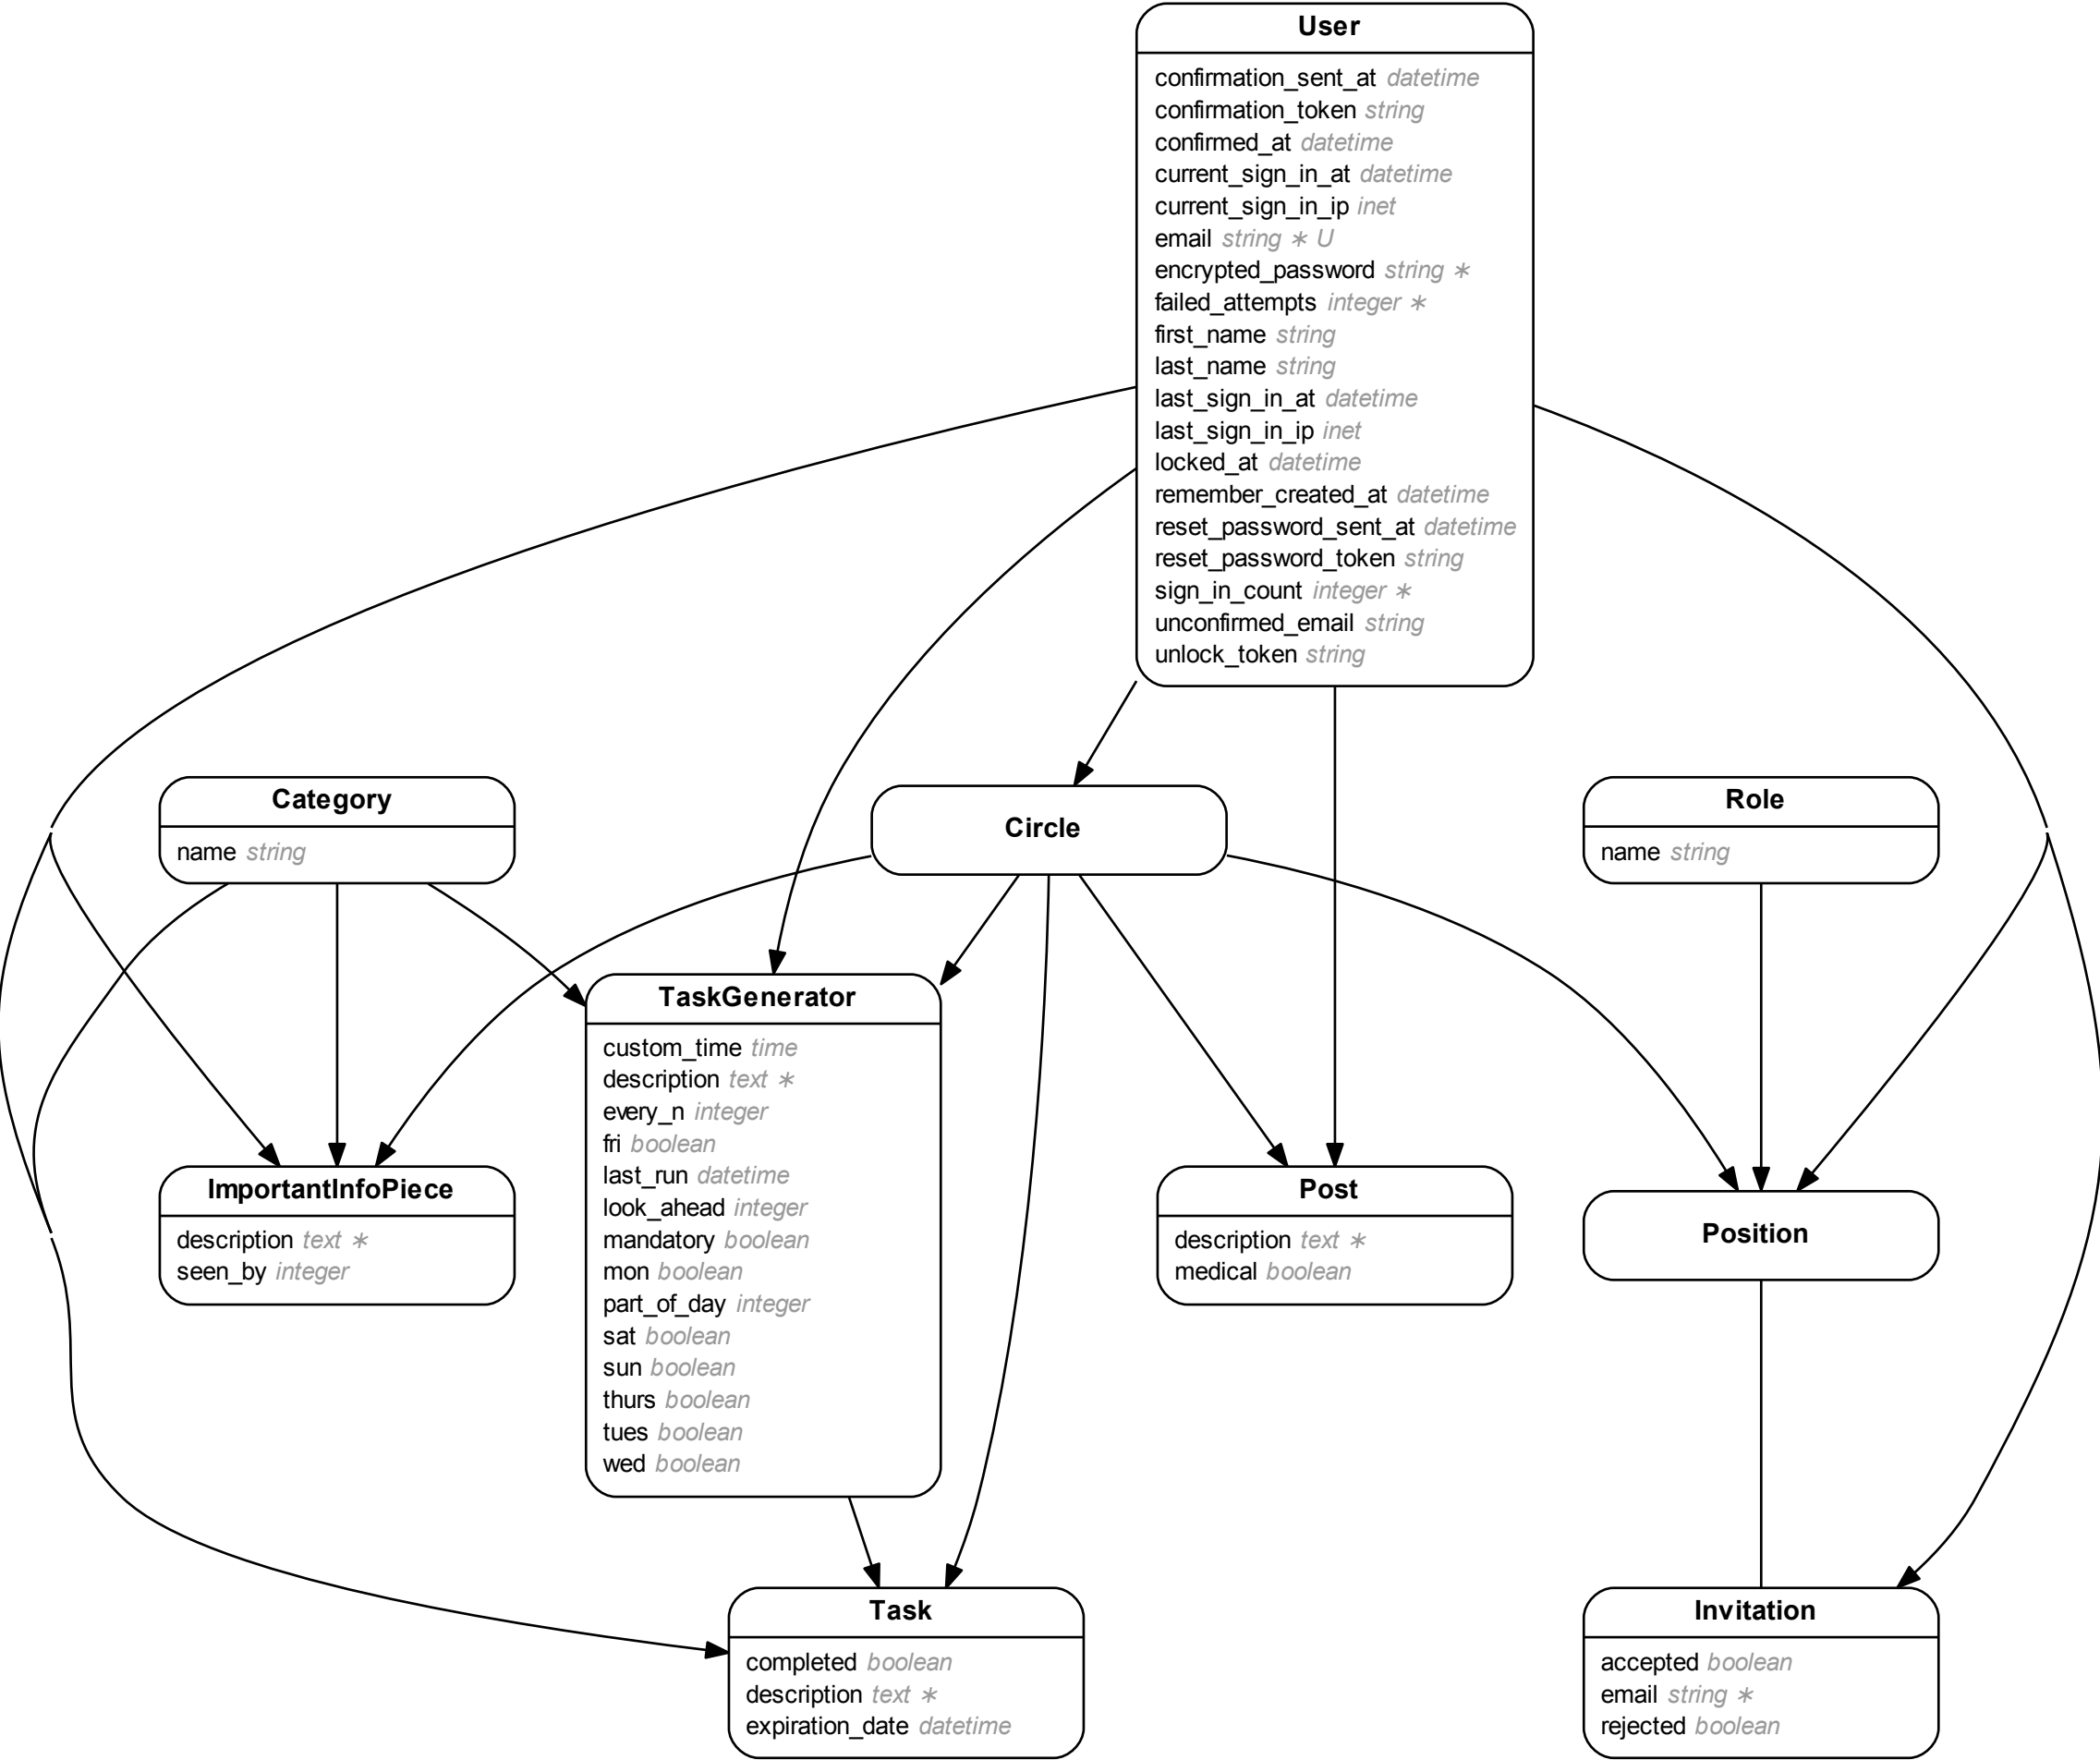 User
confirmation_sent_at datetime
confirmation_token string
confirmed_at datetime
current_sign_in_at datetime
current_sign_in_ip inet
email string ∗ U
encrypted_password string ∗
failed_attempts integer ∗
first_name string
last_name string
last_sign_in_at datetime
last_sign_in_ip inet
locked_at datetime
remember_created_at datetime
reset_password_sent_at datetime
reset_password_token string
sign_in_count integer ∗
unconfirmed_email string
unlock_token string
Category
name string
Circle
Role
name string
TaskGenerator
custom_time time
description text ∗
every_n integer
fri boolean
last_run datetime
look_ahead integer
mandatory boolean
mon boolean
part_of_day integer
sat boolean
sun boolean
thurs boolean
tues boolean
wed boolean
ImportantInfoPiece
description text ∗
seen_by integer
Post
description text ∗
medical boolean
Position
Task
completed boolean
description text ∗
expiration_date datetime
Invitation
accepted boolean
email string ∗
rejected boolean